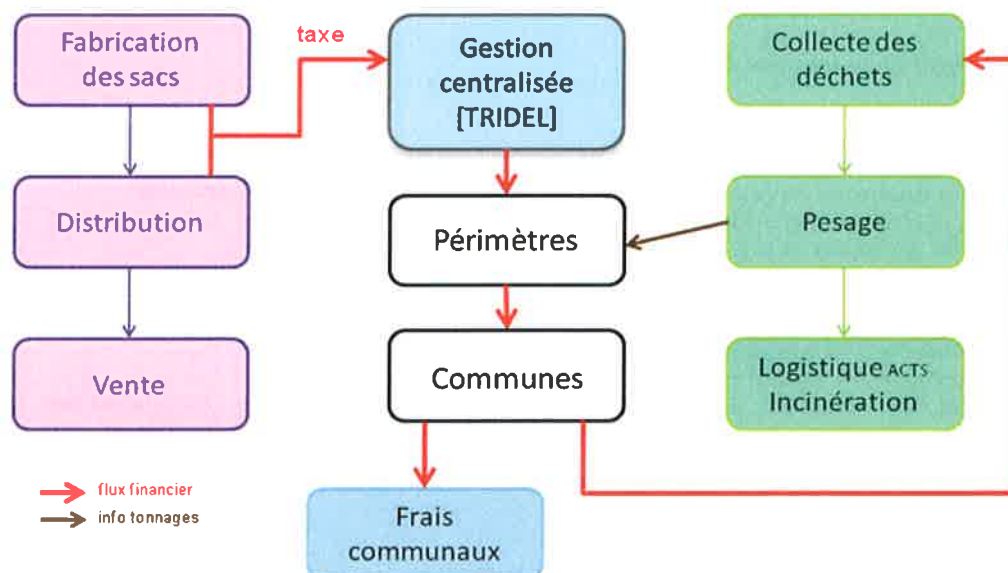 Fabrication
des sacs
taxe
Gestion
centralisée
[TRIDEL]
Collecte des
déchets
Distribution
Périmètres
Pesage
Vente
Communes
Logistique ACTS
Incinération
flux financier
info tonnages
Frais
communaux